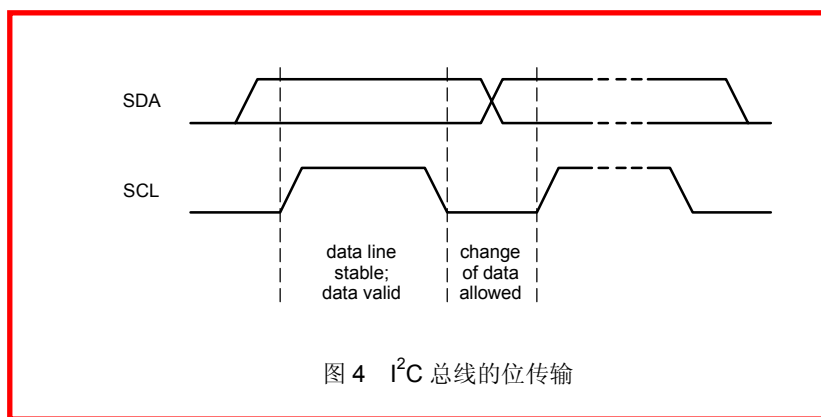 SDA
SCL
data line
stable;
data valid
change
of data
allowed
图 4 I²C 总线的位传输